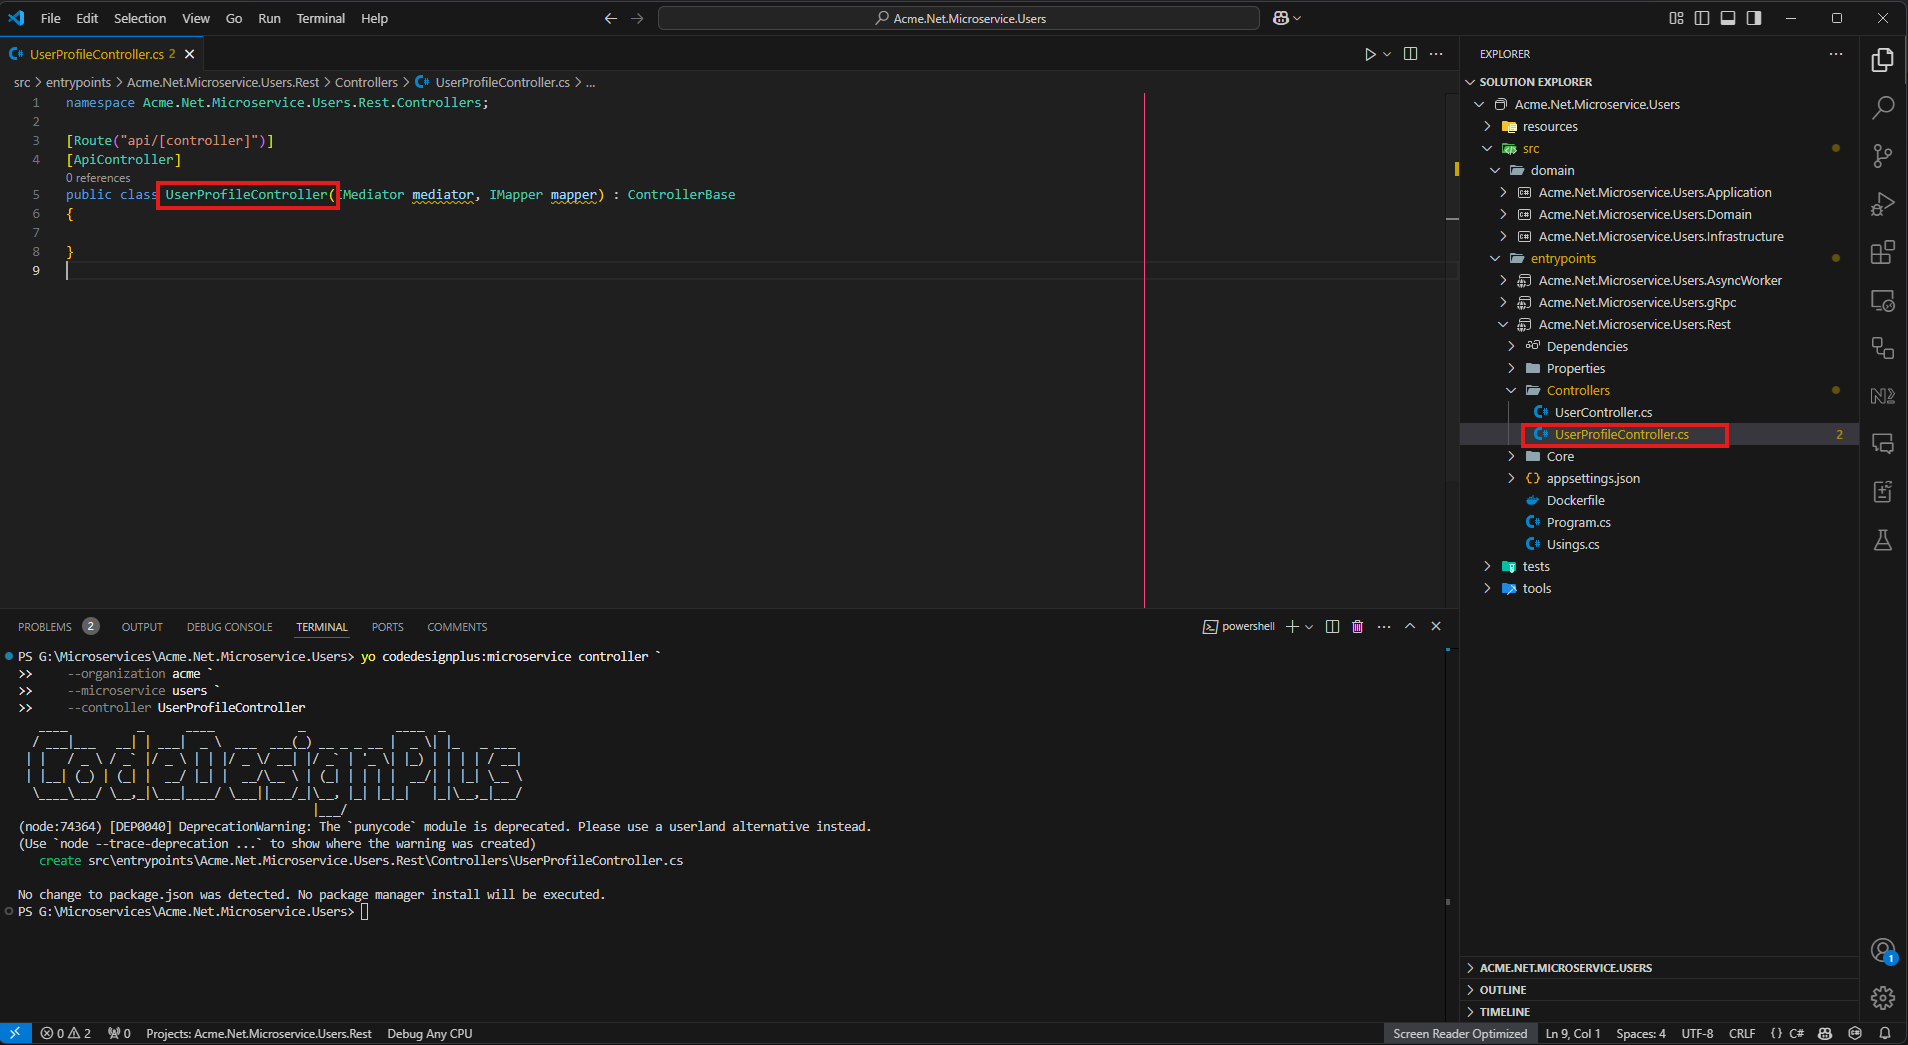 File Edit Selection View Go Run Terminal Help
Acme.Net.Microservice.Users
UserProfileController.cs 2
src > entrypoints > Acme.Net.Microservice.Users.Rest > Controllers > UserProfileController.cs > ...
1 namespace Acme.Net.Microservice.Users.Rest.Controllers;
2
3 [Route("api/[controller]")]
4 [ApiController]
0 references
5 public class UserProfileController(IMediator mediator, IMapper mapper) : ControllerBase
6 {
7
8 }
9
PROBLEMS 2 OUTPUT DEBUG CONSOLE TERMINAL PORTS COMMENTS
powershell
PS G:\Microservices\Acme.Net.Microservice.Users> yo codedesignplus:microservice controller `
>> --organization acme `
>> --microservice users `
>> --controller UserProfileController
CodeDesignPlus
(node:74364) [DEP0040] DeprecationWarning: The `punycode` module is deprecated. Please use a userland alternative instead.
(Use `node --trace-deprecation ...` to show where the warning was created)
create src\entrypoints\Acme.Net.Microservice.Users.Rest\Controllers\UserProfileController.cs
No change to package.json was detected. No package manager install will be executed.
PS G:\Microservices\Acme.Net.Microservice.Users>
EXPLORER
SOLUTION EXPLORER
Acme.Net.Microservice.Users
resources
src
domain
Acme.Net.Microservice.Users.Application
Acme.Net.Microservice.Users.Domain
Acme.Net.Microservice.Users.Infrastructure
entrypoints
Acme.Net.Microservice.Users.AsyncWorker
Acme.Net.Microservice.Users.gRpc
Acme.Net.Microservice.Users.Rest
Dependencies
Properties
Controllers
UserController.cs
UserProfileController.cs 2
Core
appsettings.json
Dockerfile
Program.cs
Usings.cs
tests
tools
ACME.NET.MICROSERVICE.USERS
OUTLINE
TIMELINE
1
0 2 0 Projects: Acme.Net.Microservice.Users.Rest Debug Any CPU
Screen Reader Optimized Ln 9, Col 1 Spaces: 4 UTF-8 CRLF {} C#